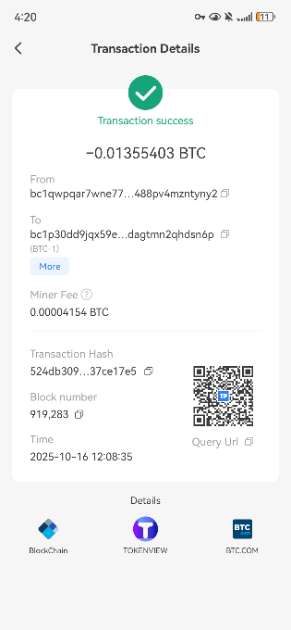 4:20
11
Transaction Details
Transaction success
-0.01355403 BTC
From
bc1qwpqar7wne77...488pv4mzntyny2
To
bc1p30dd9jqx59e...dagtmn2qhdsn6p
(BTC-1)
More
Miner Fee ?
0.00004154 BTC
Transaction Hash
524db309...37ce17e5
Block number
919,283
Time
2025-10-16 12:08:35
Query Url
Details
BlockChain
TOKENVIEW
BTC
BTC.COM